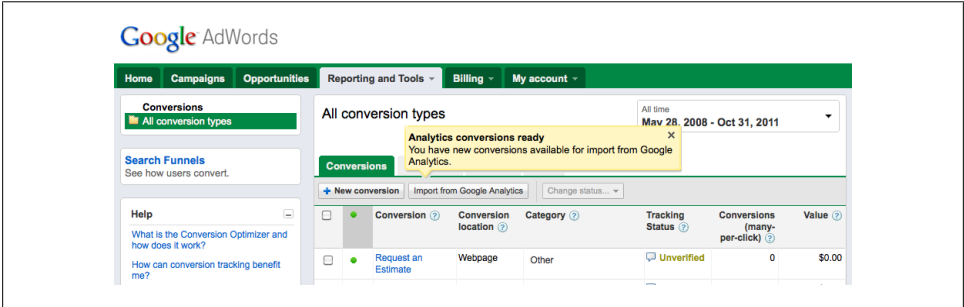 Google AdWords
Home Campaigns Opportunities Reporting and Tools Billing My account
Conversions
All conversion types
Search Funnels
See how users convert.
Help
What is the Conversion Optimizer and
how does it work?
How can conversion tracking benefit
me?
All conversion types
All time
May 28, 2008 - Oct 31, 2011
Analytics conversions ready
You have new conversions available for import from Google
Analytics.
Conversions
+ New conversion Import from Google Analytics Change status...
Conversion ? Conversion location ? Category ? Tracking Status ? Conversions (many-per-click) ? Value ?
Request an Estimate Webpage Other Unverified 0 $0.00